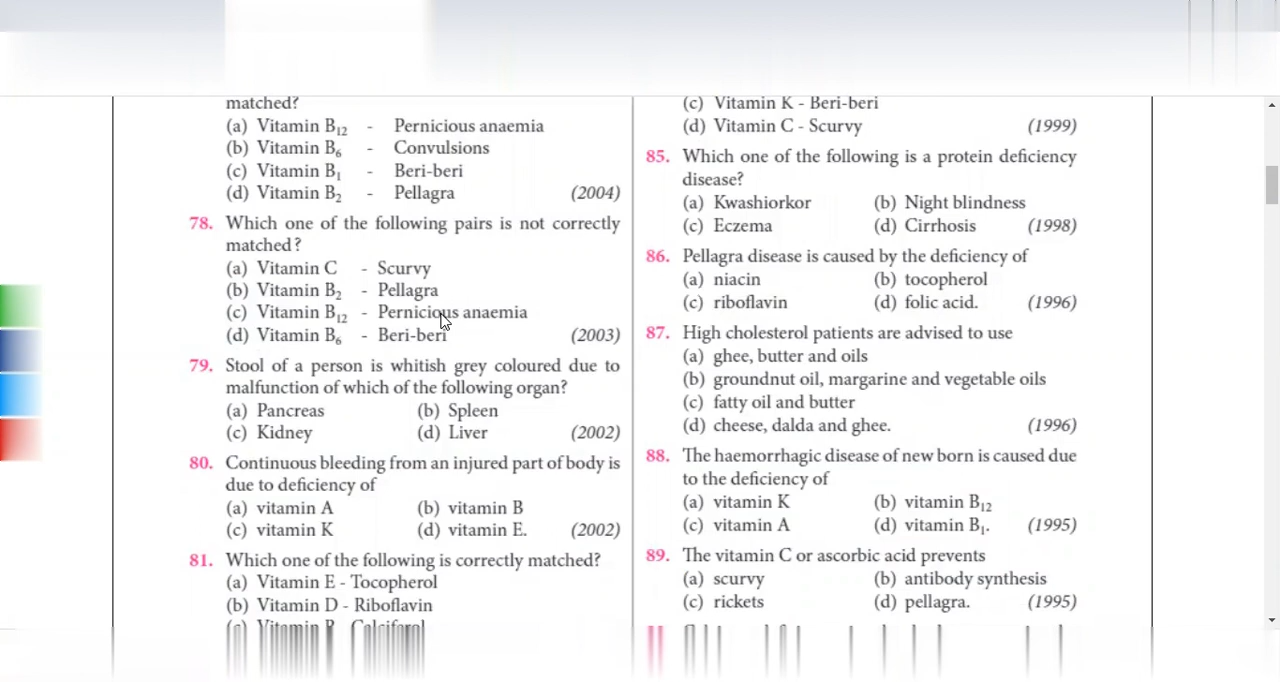 matched?
(a) Vitamin B12 - Pernicious anaemia
(b) Vitamin B6 - Convulsions
(c) Vitamin B1 - Beri-beri
(d) Vitamin B2 - Pellagra (2004)
78. Which one of the following pairs is not correctly
matched?
(a) Vitamin C - Scurvy
(b) Vitamin B2 - Pellagra
(c) Vitamin B12 - Pernicious anaemia
(d) Vitamin B6 - Beri-beri (2003)
79. Stool of a person is whitish grey coloured due to
malfunction of which of the following organ?
(a) Pancreas (b) Spleen
(c) Kidney (d) Liver (2002)
80. Continuous bleeding from an injured part of body is
due to deficiency of
(a) vitamin A (b) vitamin B
(c) vitamin K (d) vitamin E. (2002)
81. Which one of the following is correctly matched?
(a) Vitamin E - Tocopherol
(b) Vitamin D - Riboflavin
(c) Vitamin B Calciferol
(c) Vitamin K - Beri-beri
(d) Vitamin C - Scurvy (1999)
85. Which one of the following is a protein deficiency
disease?
(a) Kwashiorkor (b) Night blindness
(c) Eczema (d) Cirrhosis (1998)
86. Pellagra disease is caused by the deficiency of
(a) niacin (b) tocopherol
(c) riboflavin (d) folic acid. (1996)
87. High cholesterol patients are advised to use
(a) ghee, butter and oils
(b) groundnut oil, margarine and vegetable oils
(c) fatty oil and butter
(d) cheese, dalda and ghee. (1996)
88. The haemorrhagic disease of new born is caused due
to the deficiency of
(a) vitamin K (b) vitamin B12
(c) vitamin A (d) vitamin B1. (1995)
89. The vitamin C or ascorbic acid prevents
(a) scurvy (b) antibody synthesis
(c) rickets (d) pellagra. (1995)